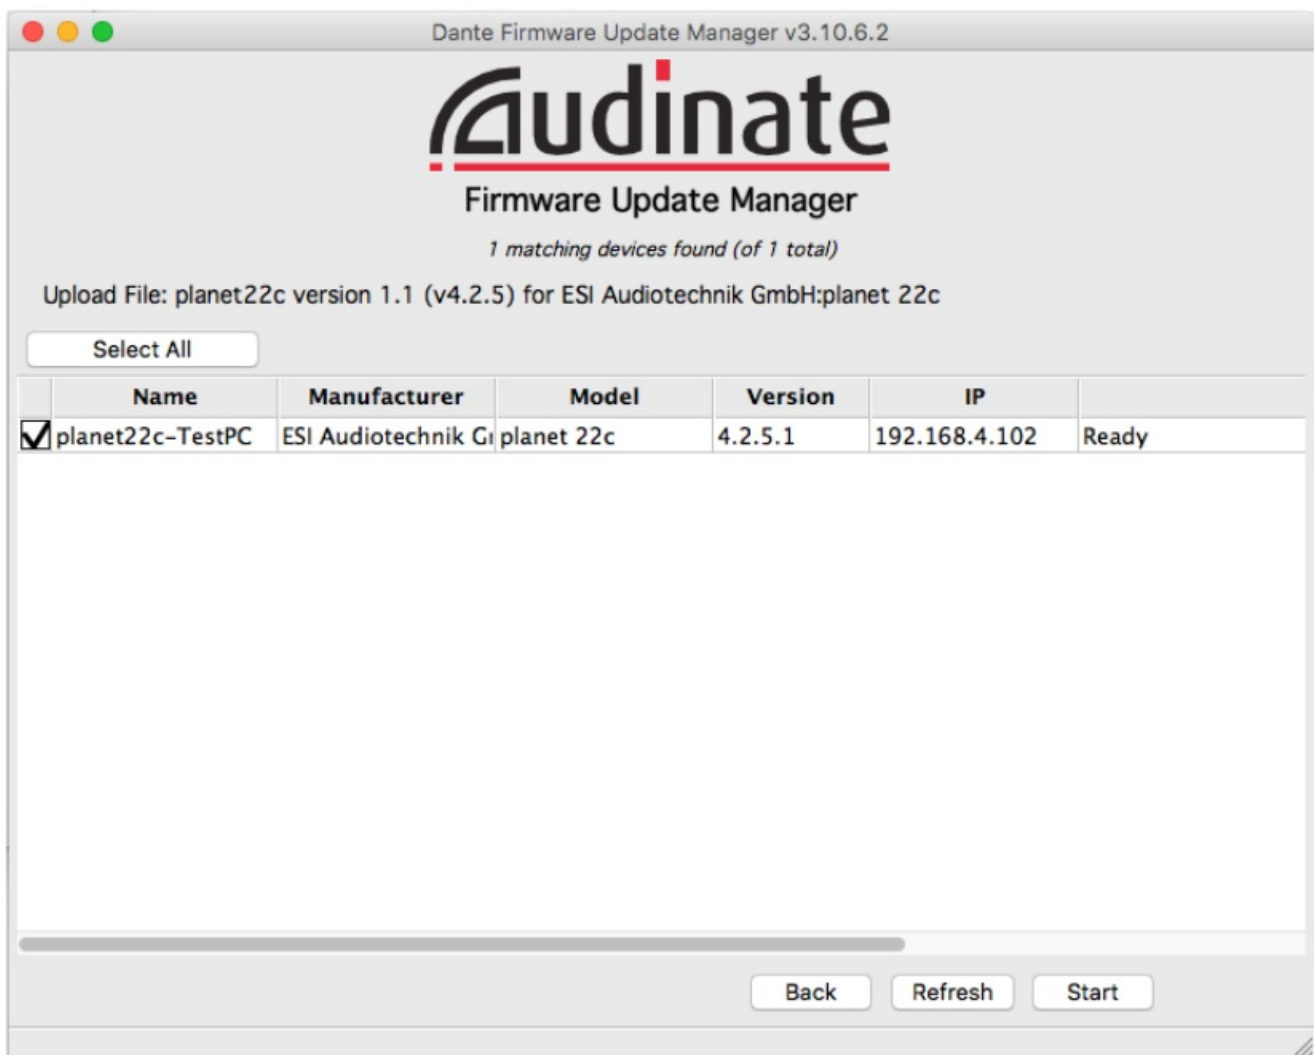 Dante Firmware Update Manager v3.10.6.2
Audinate
Firmware Update Manager
1 matching devices found (of 1 total)
Upload File: planet22c version 1.1 (v4.2.5) for ESI Audiotechnik GmbH:planet 22c
Select All
Name Manufacturer Model Version IP
planet22c-TestPC ESI Audiotechnik G planet 22c 4.2.5.1 192.168.4.102 Ready
Back Refresh Start